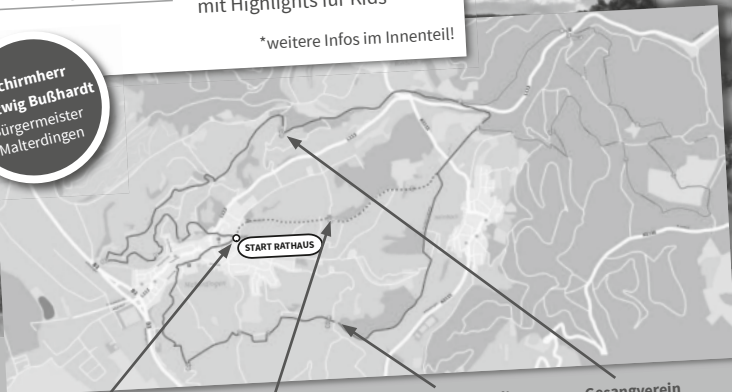 mit Highlights für Kids
*weitere Infos im Innenteil!
chirmherr
wig Bußhardt
ürgermeister
Malterdingen
START RATHAUS
Gesangverein